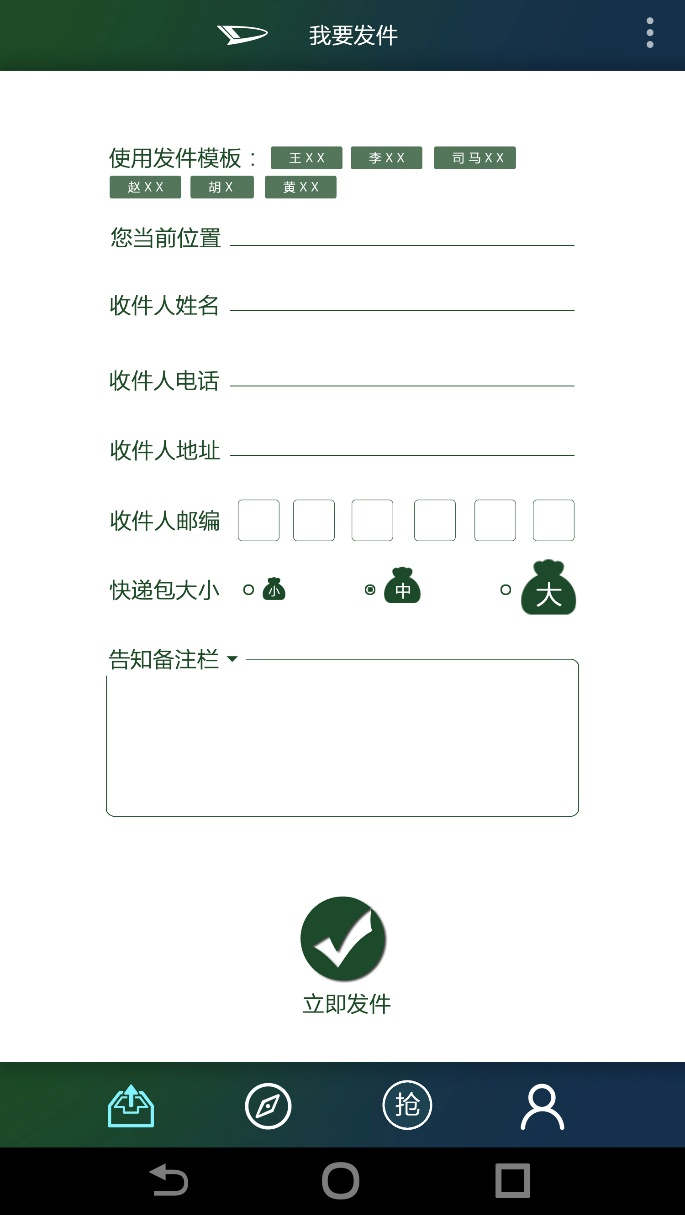 我要发件
使用发件模板： 王XX 李XX 司马XX
赵XX 胡X 黄XX
您当前位置
收件人姓名
收件人电话
收件人地址
收件人邮编
快递包大小 小 中 大
告知备注栏
立即发件
抢